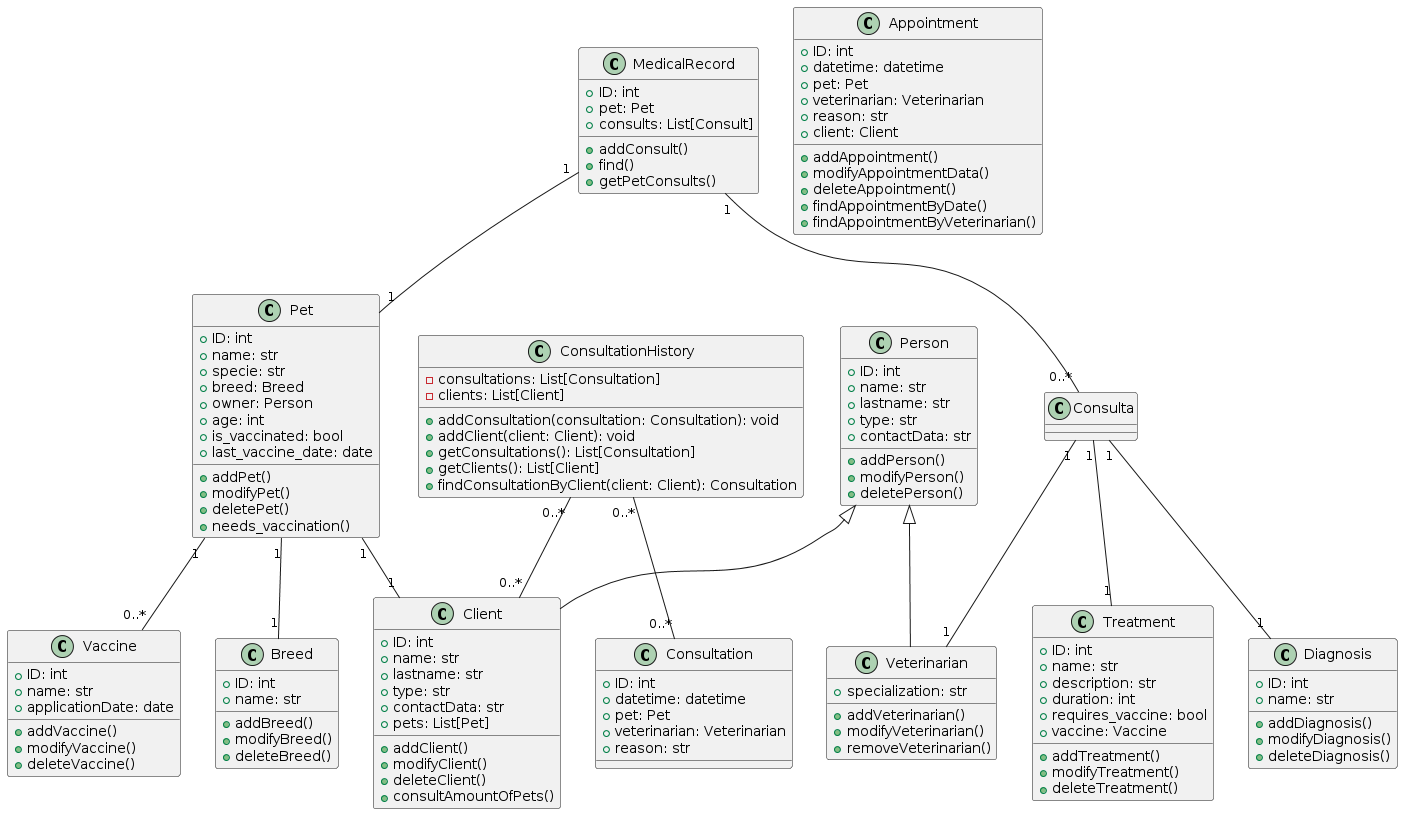 C Appointment
ID: int
datetime: datetime
pet: Pet
veterinarian: Veterinarian
reason: str
client: Client
addAppointment()
modifyAppointmentData()
deleteAppointment()
findAppointmentByDate()
findAppointmentByVeterinarian()
C MedicalRecord
ID: int
pet: Pet
consults: List[Consult]
addConsult()
find()
getPetConsults()
1
1
1
0..*
C Pet
ID: int
name: str
specie: str
breed: Breed
owner: Person
age: int
is_vaccinated: bool
last_vaccine_date: date
addPet()
modifyPet()
deletePet()
needs_vaccination()
C ConsultationHistory
consultations: List[Consultation]
clients: List[Client]
addConsultation(consultation: Consultation): void
addClient(client: Client): void
getConsultations(): List[Consultation]
getClients(): List[Client]
findConsultationByClient(client: Client): Consultation
C Person
ID: int
name: str
lastname: str
type: str
contactData: str
addPerson()
modifyPerson()
deletePerson()
C Consulta
1
1
1
0..*
0..*
1
1
1
0..*
1
1
0..*
0..*
1
1
1
C Vaccine
ID: int
name: str
applicationDate: date
addVaccine()
modifyVaccine()
deleteVaccine()
C Breed
ID: int
name: str
addBreed()
modifyBreed()
deleteBreed()
C Client
ID: int
name: str
lastname: str
type: str
contactData: str
pets: List[Pet]
addClient()
modifyClient()
deleteClient()
consultAmountOfPets()
C Consultation
ID: int
datetime: datetime
pet: Pet
veterinarian: Veterinarian
reason: str
C Veterinarian
specialization: str
addVeterinarian()
modifyVeterinarian()
removeVeterinarian()
C Treatment
ID: int
name: str
description: str
duration: int
requires_vaccine: bool
vaccine: Vaccine
addTreatment()
modifyTreatment()
deleteTreatment()
C Diagnosis
ID: int
name: str
addDiagnosis()
modifyDiagnosis()
deleteDiagnosis()